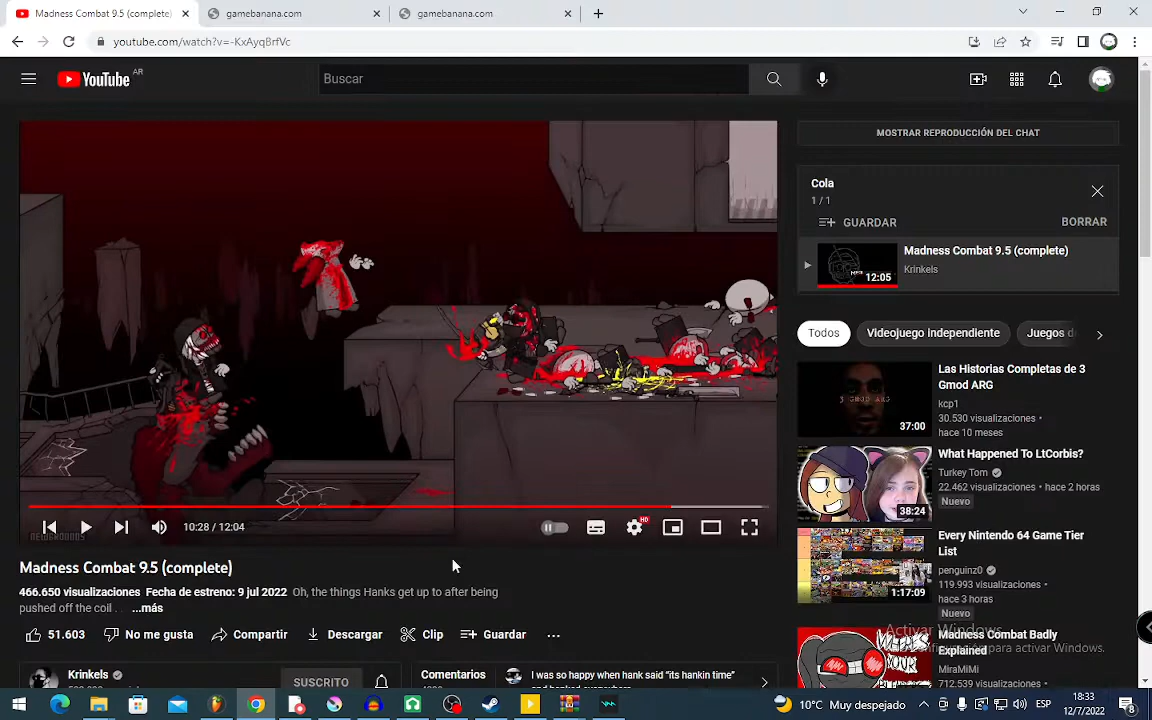 Madness Combat 9.5 (complete)
gamebanana.com
gamebanana.com
youtube.com/watch?v=-KxAyqBrfVc
YouTube AR
Buscar
MOSTRAR REPRODUCCIÓN DEL CHAT
Cola
1 / 1
GUARDAR
BORRAR
Madness Combat 9.5 (complete)
Krinkels
12:05
Todos
Videojuego independiente
Juegos d
Las Historias Completas de 3
Gmod ARG
kcp1
30.530 visualizaciones •
hace 10 meses
3 GMOD ARG
37:00
What Happened To LtCorbis?
Turkey Tom
22.462 visualizaciones • hace 2 horas
Nuevo
38:24
Every Nintendo 64 Game Tier
List
penguinz0
119.993 visualizaciones •
hace 3 horas
Nuevo
1:17:09
Madness Combat Badly
Explained
MiraMiMi
712.539 visualizaciones •
WHAT'S
YOUR
Activar Windows
para activar Windows.
10:28 / 12:04
HD
NEWGROUNDS
Madness Combat 9.5 (complete)
466.650 visualizaciones Fecha de estreno: 9 jul 2022 Oh, the things Hanks get up to after being
pushed off the coil . . ...más
51.603
No me gusta
Compartir
Descargar
Clip
Guardar
Krinkels
SUSCRITO
Comentarios
I was so happy when hank said "its hankin time"
10°C Muy despejado
ESP
18:33
12/7/2022
8